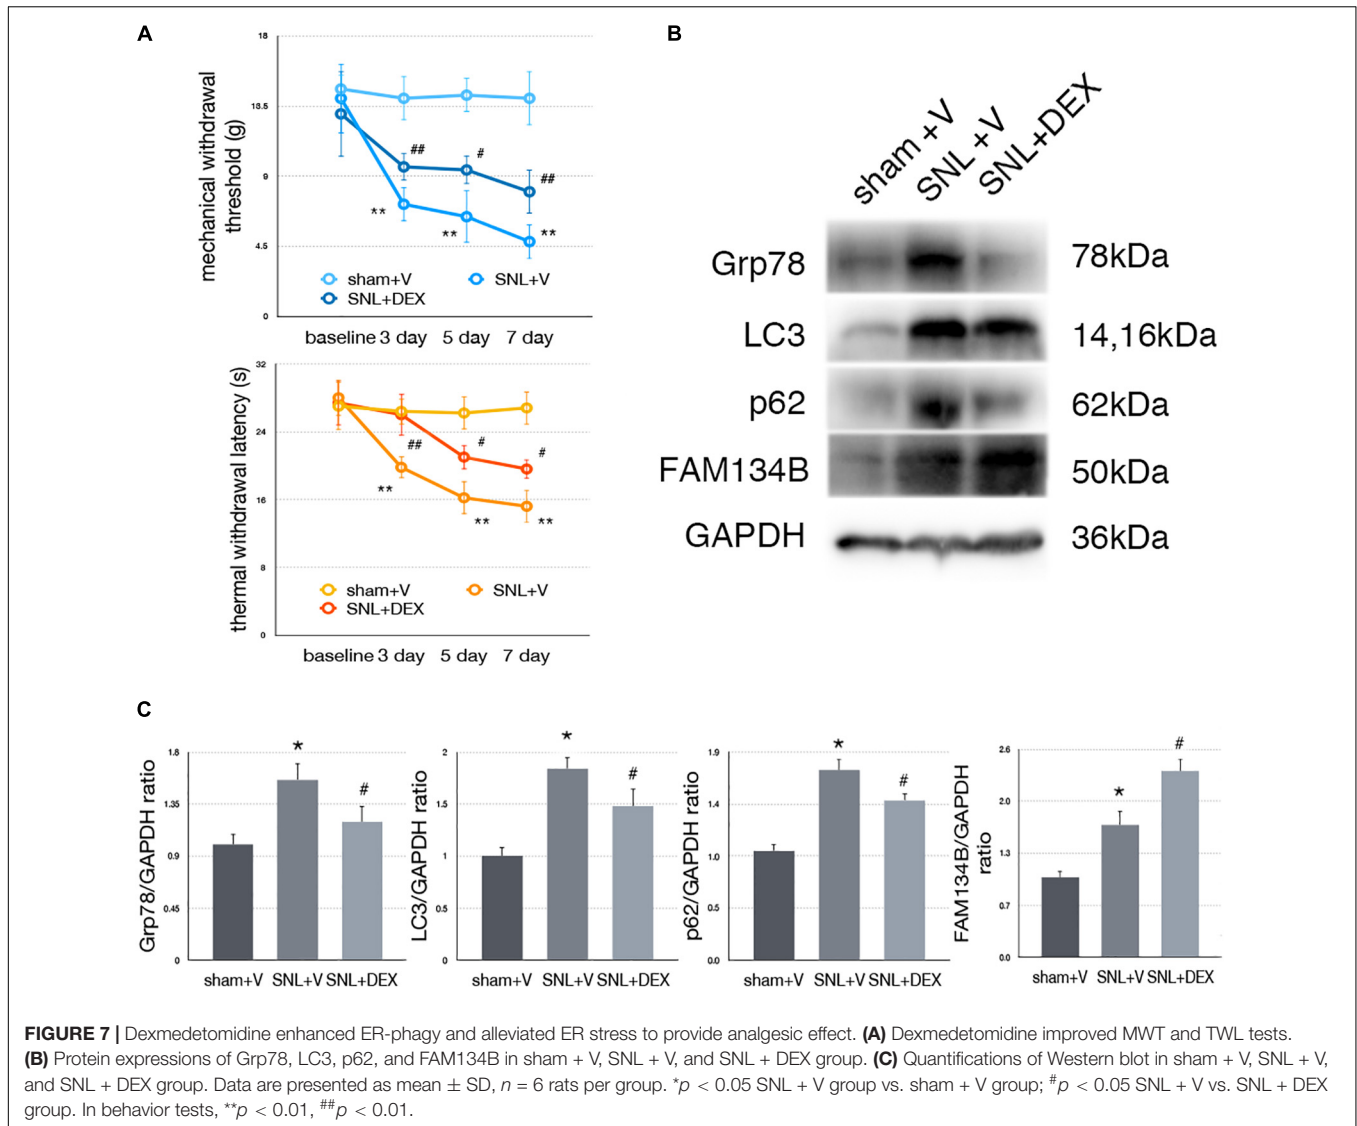 A
18
13.5
9
4.5
0
mechanical withdrawal
threshold (g)
##
#
##
**
**
**
sham+V
SNL+V
SNL+DEX
baseline 3 day 5 day 7 day
32
24
16
8
0
thermal withdrawal latency (s)
##
#
#
**
**
**
sham+V
SNL+V
SNL+DEX
baseline 3 day 5 day 7 day
B
sham +V
SNL +V
SNL+DEX
Grp78 78kDa
LC3 14,16kDa
p62 62kDa
FAM134B 50kDa
GAPDH 36kDa
C
Grp78/GAPDH ratio
1.8
1.35
0.9
0.45
0
*
#
sham+V SNL+V SNL+DEX
LC3/GAPDH ratio
2
1.5
1
0.5
0
*
#
sham+V SNL+V SNL+DEX
p62/GAPDH ratio
1.9
1.4
1.0
0.5
0.0
*
#
sham+V SNL+V SNL+DEX
FAM134B/GAPDH
ratio
2.6
2.0
1.3
0.7
0.0
*
#
sham+V SNL+V SNL+DEX
FIGURE 7 | Dexmedetomidine enhanced ER-phagy and alleviated ER stress to provide analgesic effect. (A) Dexmedetomidine improved MWT and TWL tests.
(B) Protein expressions of Grp78, LC3, p62, and FAM134B in sham + V, SNL + V, and SNL + DEX group. (C) Quantifications of Western blot in sham + V, SNL + V,
and SNL + DEX group. Data are presented as mean ± SD, n = 6 rats per group. *p < 0.05 SNL + V group vs. sham + V group; #p < 0.05 SNL + V vs. SNL + DEX
group. In behavior tests, **p < 0.01, ##p < 0.01.